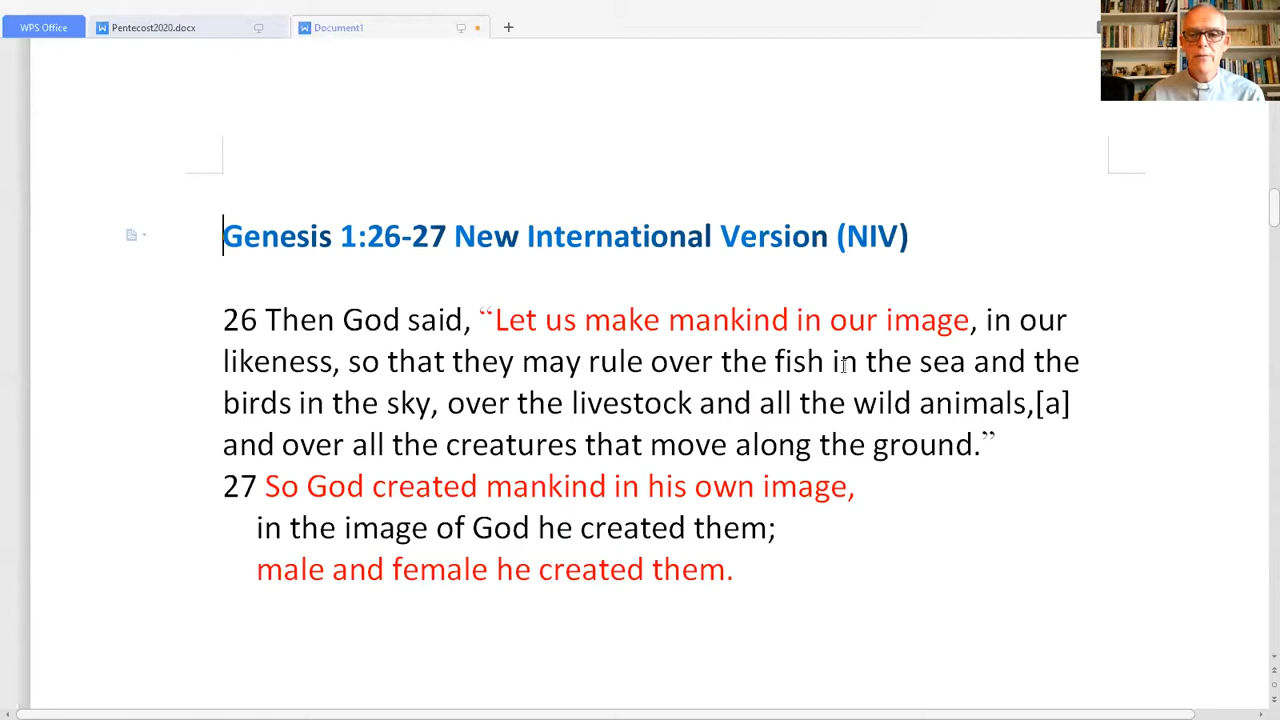 WPS Office
Pentecost2020.docx
Document1
Genesis 1:26-27 New International Version (NIV)
26 Then God said, “Let us make mankind in our image, in our
likeness, so that they may rule over the fish in the sea and the
birds in the sky, over the livestock and all the wild animals,[a]
and over all the creatures that move along the ground.”
27 So God created mankind in his own image,
in the image of God he created them;
male and female he created them.